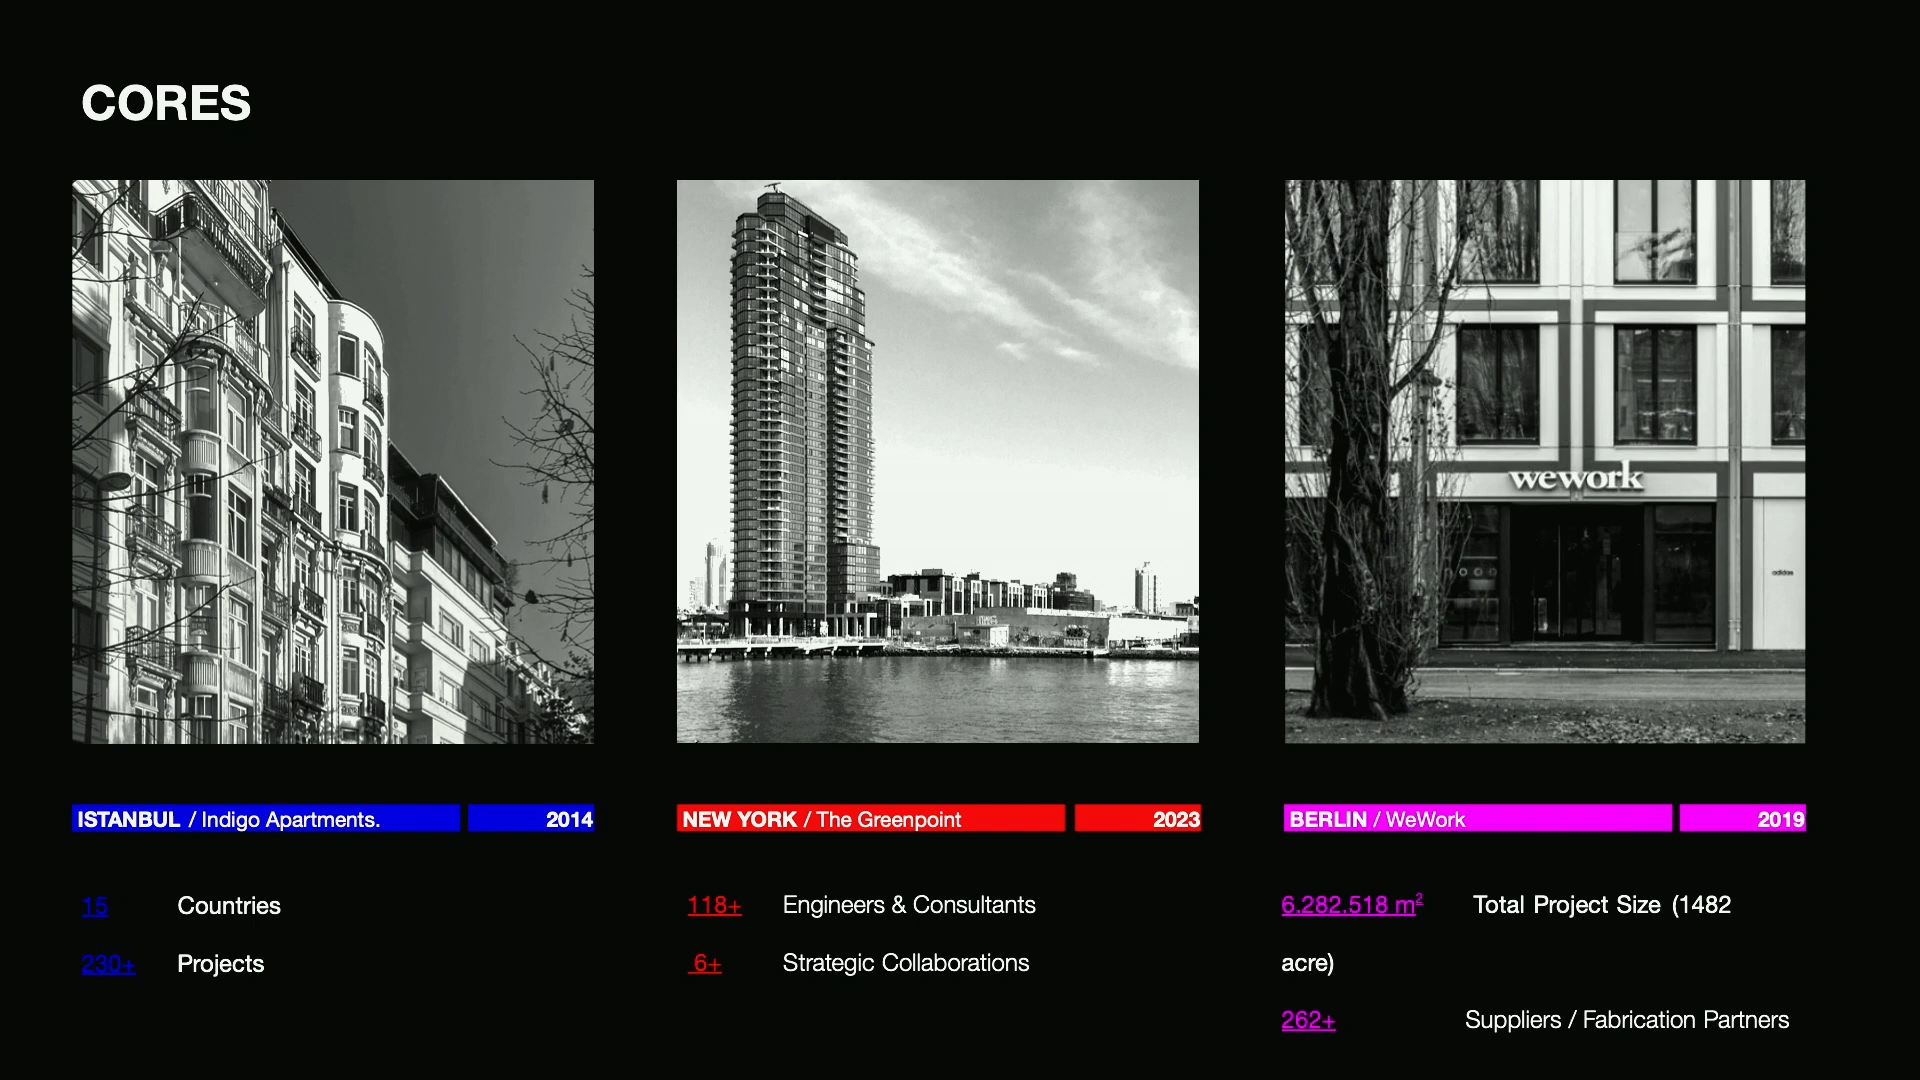 CORES
wework
adidas
ISTANBUL / Indigo Apartments. 2014
NEW YORK / The Greenpoint 2023
BERLIN / WeWork 2019
15 Countries
230+ Projects
118+ Engineers & Consultants
6+ Strategic Collaborations
6.282.518 m² Total Project Size (1482
acre)
262+ Suppliers / Fabrication Partners